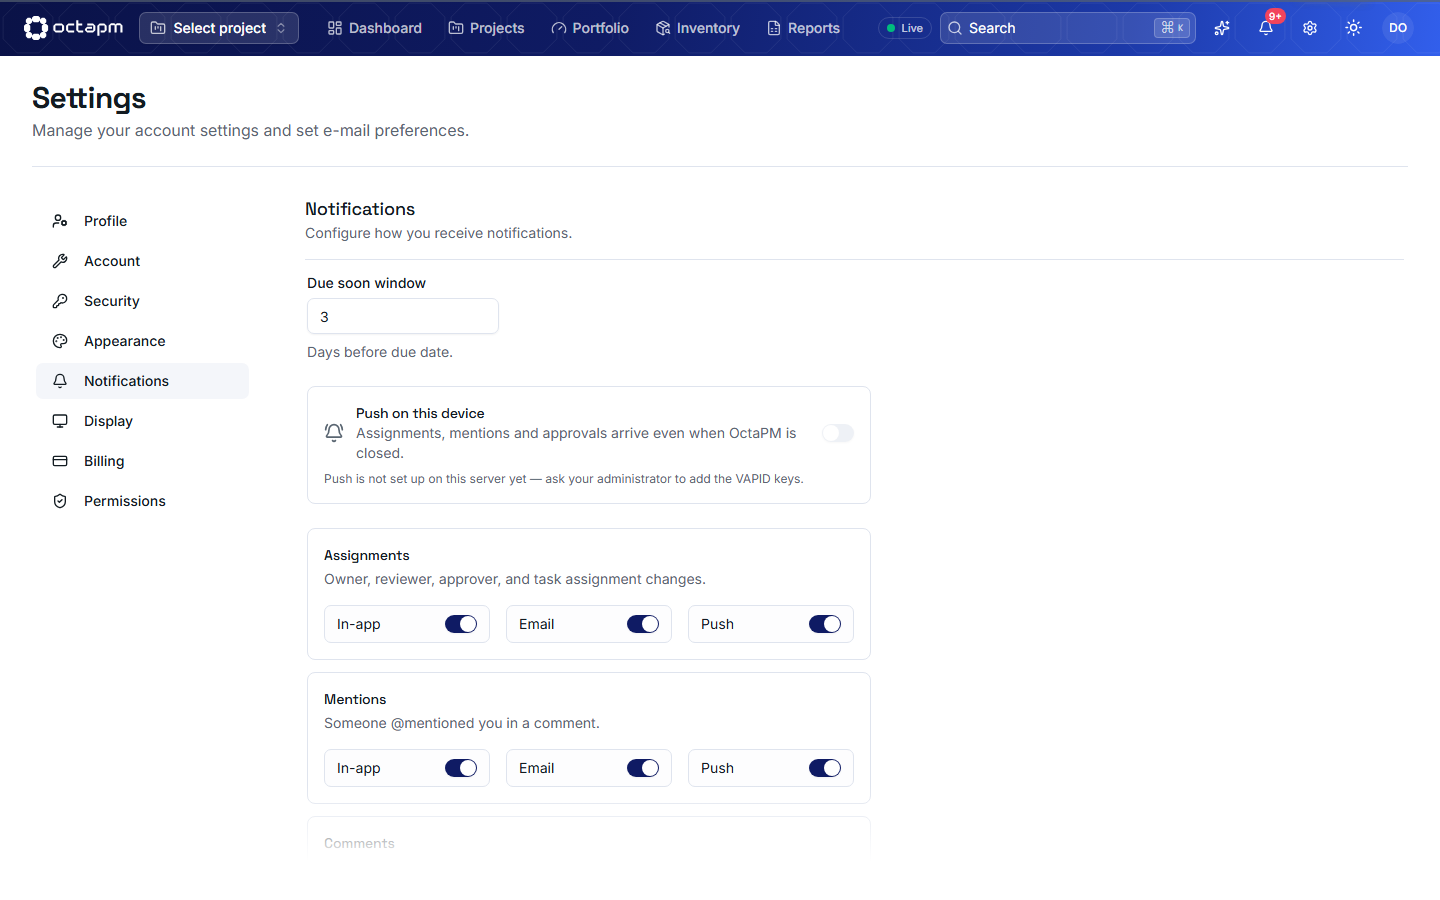 octapm
Select project
Dashboard
Projects
Portfolio
Inventory
Reports
Live
Search
⌘ K
9+
DO
Settings
Manage your account settings and set e-mail preferences.
Profile
Account
Security
Appearance
Notifications
Display
Billing
Permissions
Notifications
Configure how you receive notifications.
Due soon window
3
Days before due date.
Push on this device
Assignments, mentions and approvals arrive even when OctaPM is
closed.
Push is not set up on this server yet — ask your administrator to add the VAPID keys.
Assignments
Owner, reviewer, approver, and task assignment changes.
In-app
Email
Push
Mentions
Someone @mentioned you in a comment.
In-app
Email
Push
Comments